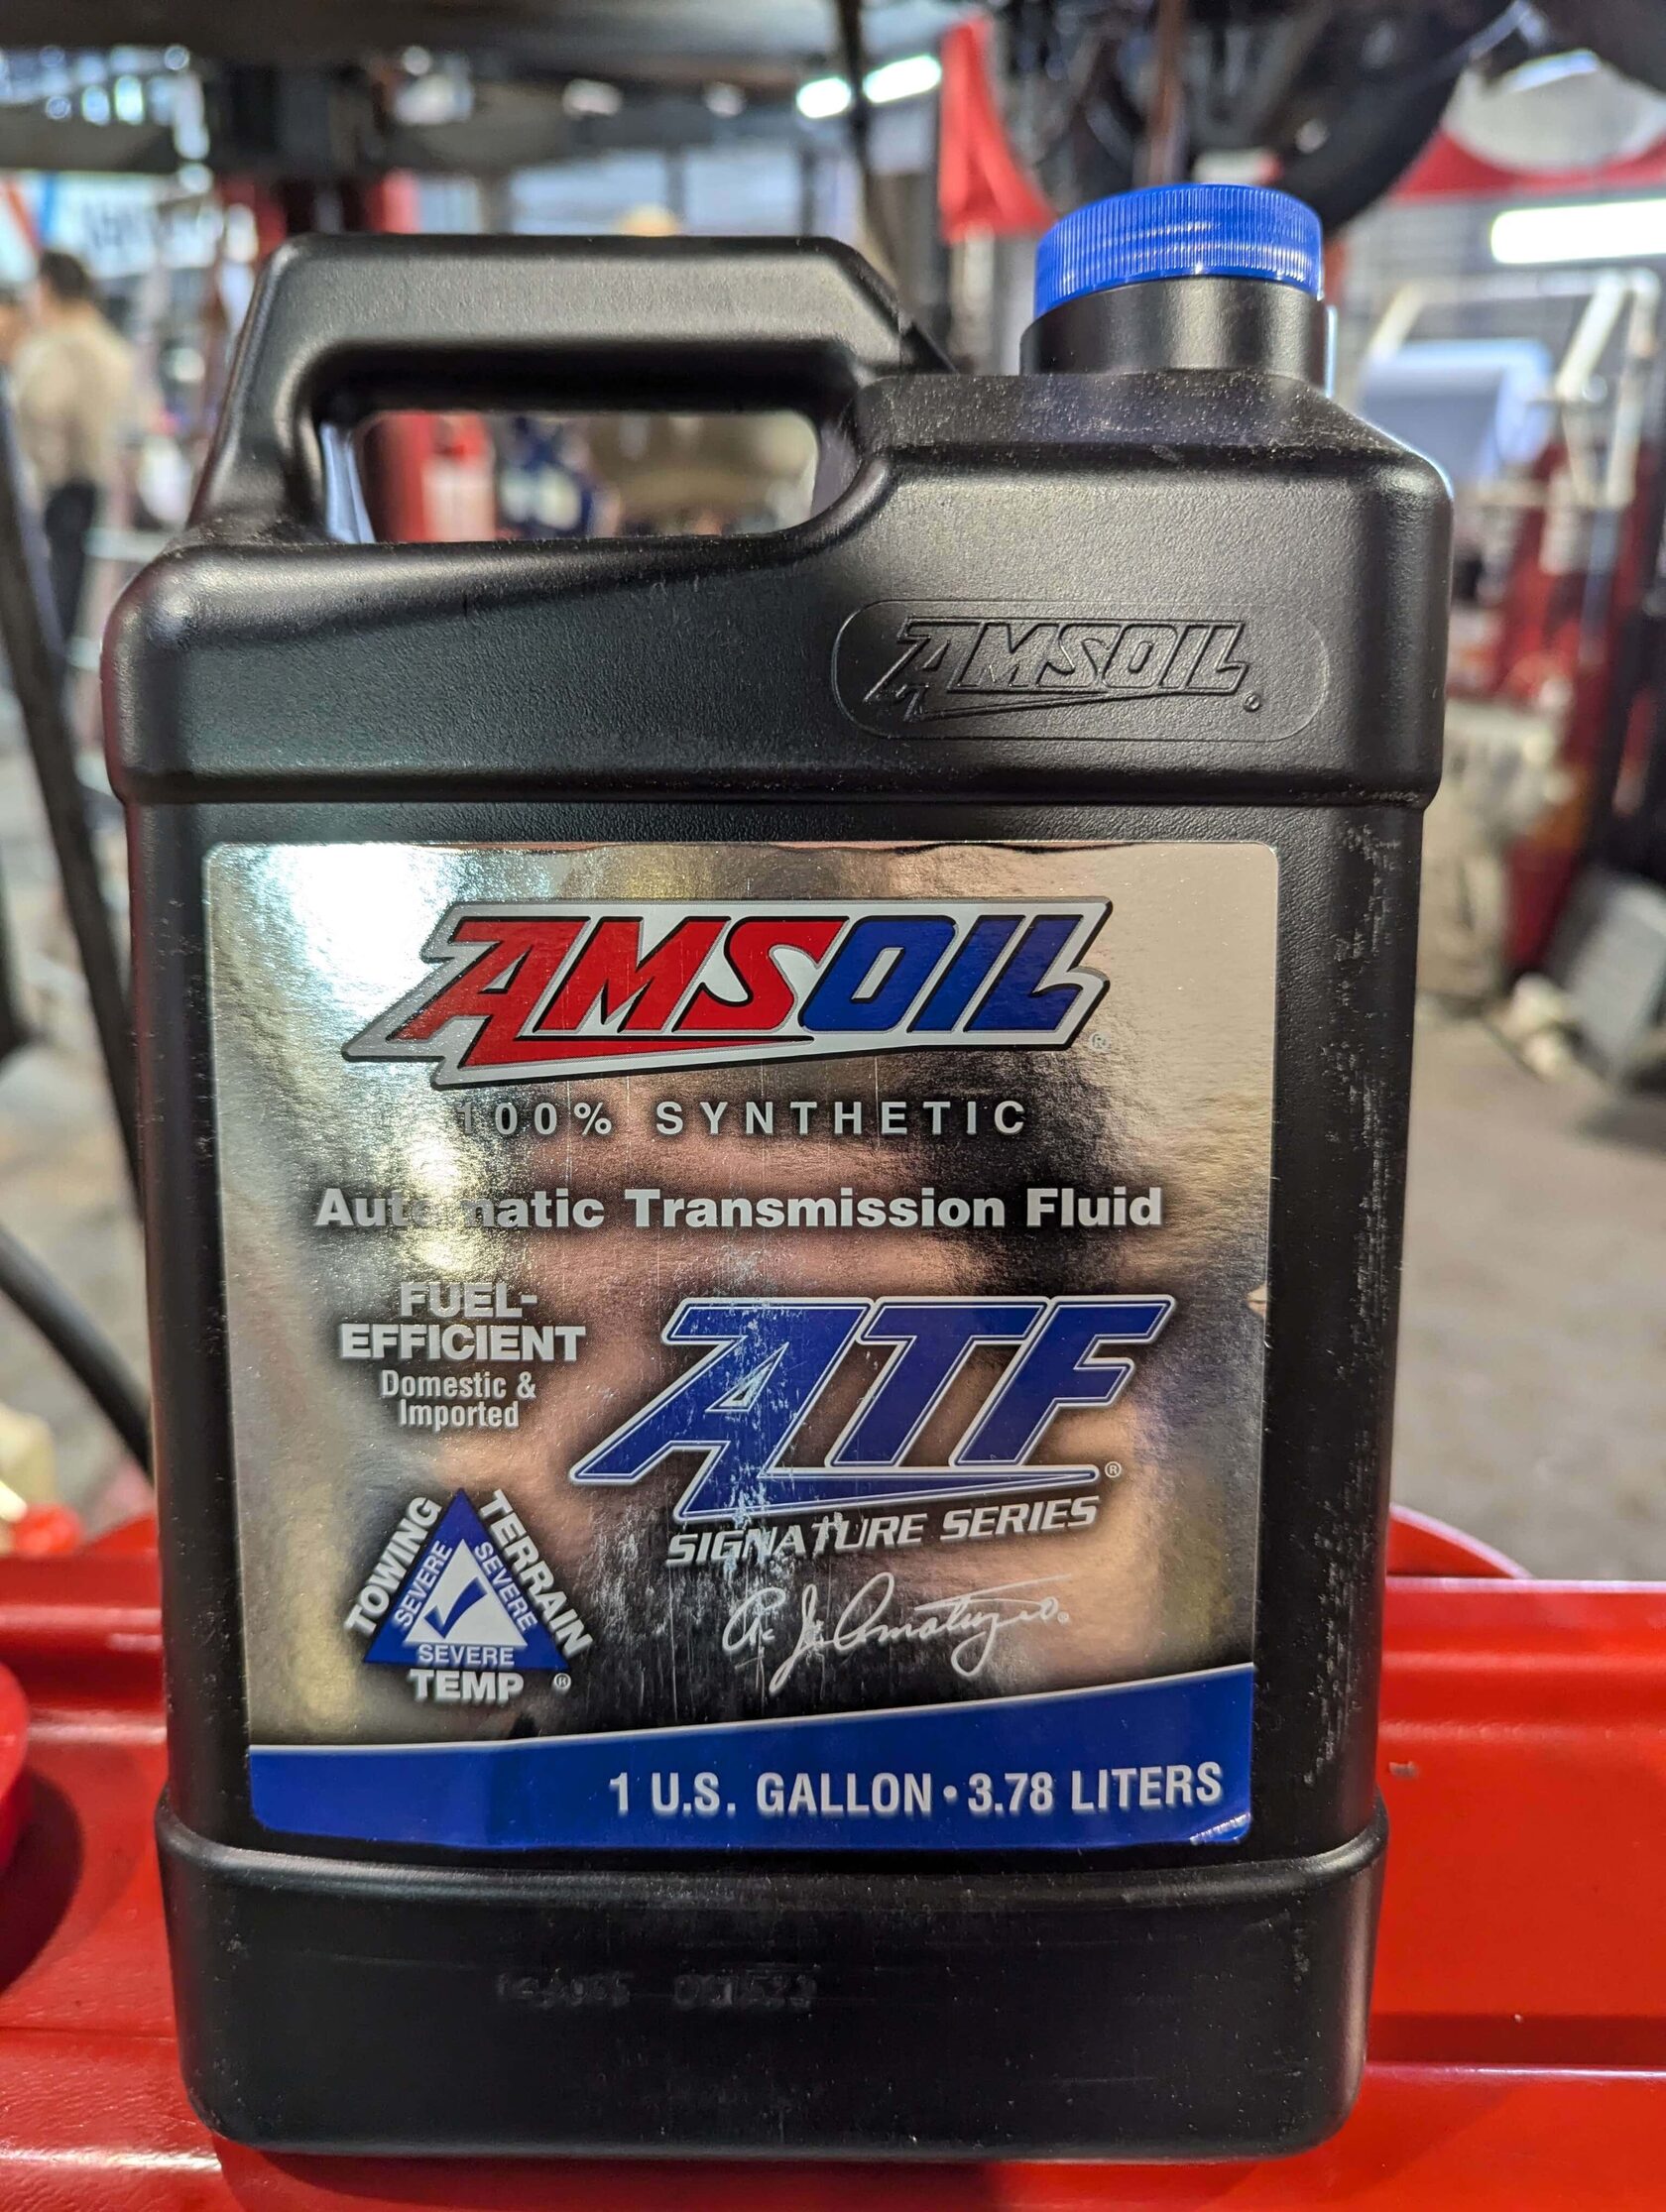 AMSOIL
AMSOIL®
100% SYNTHETIC
Automatic Transmission Fluid
FUEL-
EFFICIENT
Domestic &
Imported
ATF®
SIGNATURE SERIES
A. J. Amatuzio®
TOWING
SEVERE
TERRAIN
SEVERE
SEVERE
TEMP®
1 U.S. GALLON • 3.78 LITERS